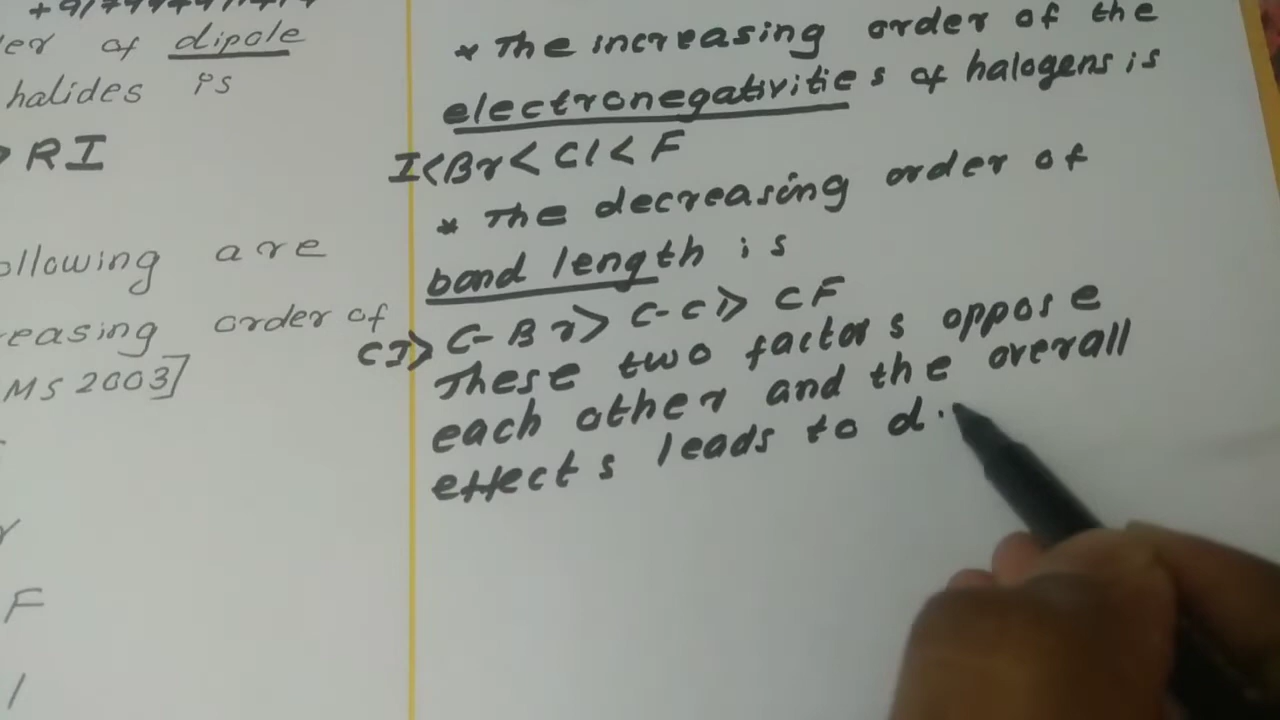 of dipole
halides is
RI
ollowing are
easing order of
MS 2003]
F
* The increasing order of the
electronegativities of halogens is
I<Br<Cl<F
* The decreasing order of
bond length is
CI> C-Br> C-Cl> CF
These two factors oppose
each other and the overall
effects leads to d.